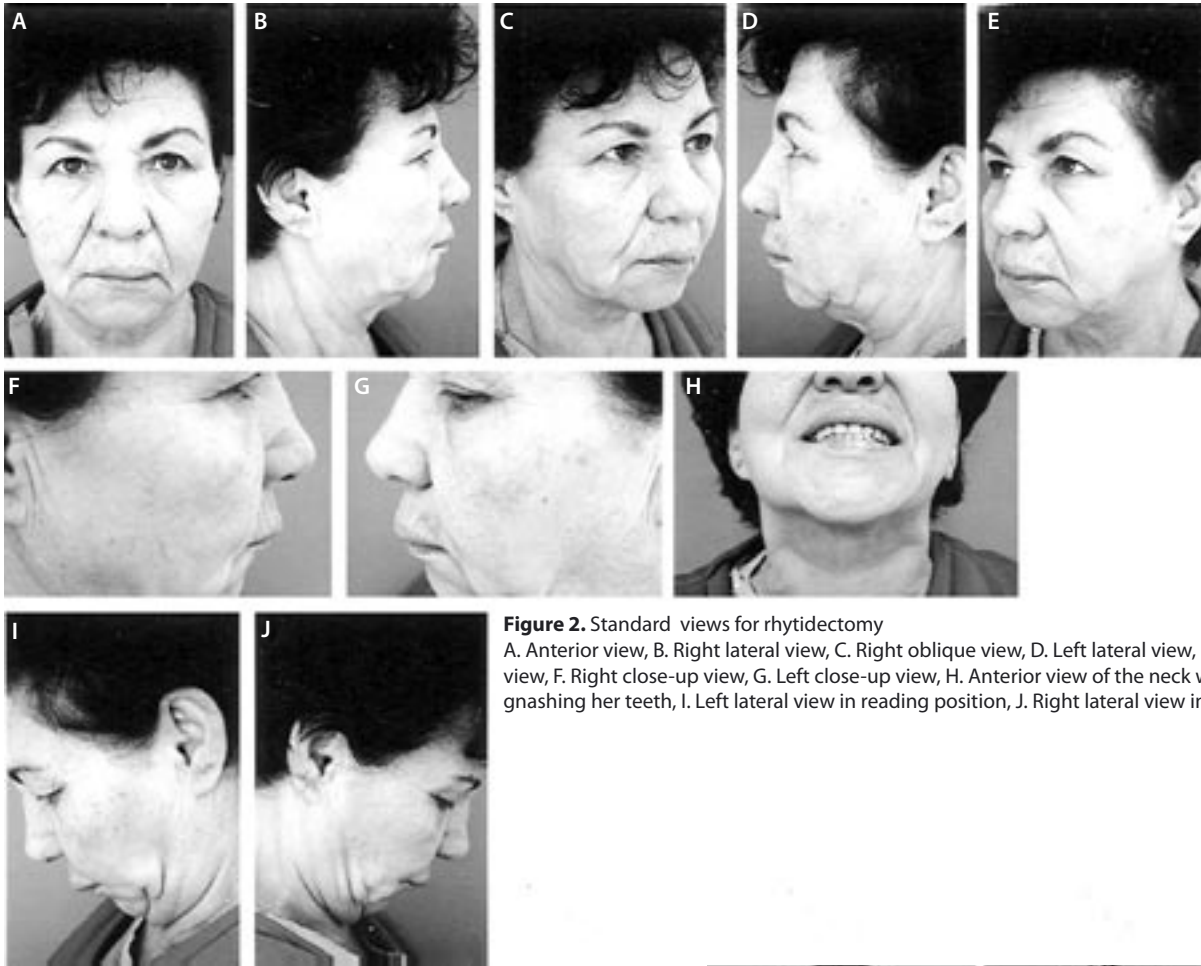 A
B
C
D
E
F
G
H
I
J
Figure 2. Standard views for rhytidectomy
A. Anterior view, B. Right lateral view, C. Right oblique view, D. Left lateral view,
view, F. Right close-up view, G. Left close-up view, H. Anterior view of the neck
gnashing her teeth, I. Left lateral view in reading position, J. Right lateral view